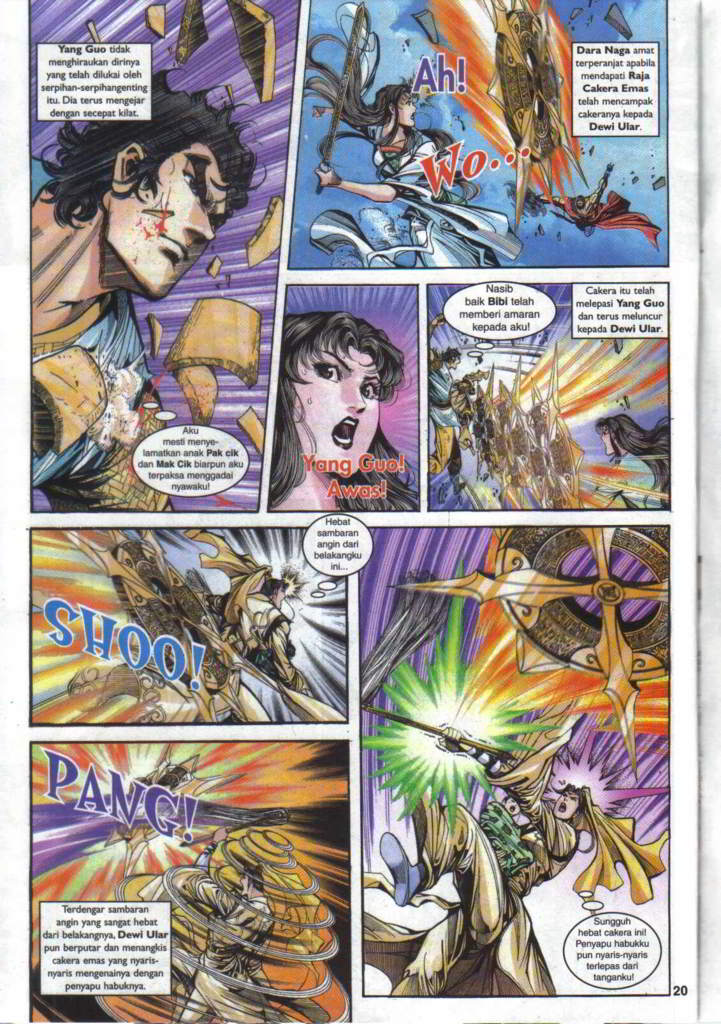 Yang Guo tidak
menghiraukan dirinya
yang telah dilukai oleh
serpihan-serpihangenting
itu. Dia terus mengejar
dengan secepat kilat.
Aku
mesti menye-
lamatkan anak Pak cik
dan Mak Cik biarpun aku
terpaksa menggadai
nyawaku!
Ah!
Wo...
Dara Naga amat
terperanjat apabila
mendapati Raja
Cakera Emas
telah mencampak
cakeranya kepada
Dewi Ular.
Yang Guo!
Awas!
Nasib
baik Bibi telah
memberi amaran
kepada aku!
Cakera itu telah
melepasi Yang Guo
dan terus meluncur
kepada Dewi Ular.
Hebat
sambaran
angin dari
belakangku
ini...
SHOO!
PANG!
Terdengar sambaran
angin yang sangat hebat
dari belakangnya, Dewi Ular
pun berputar dan menangkis
cakera emas yang nyaris-
nyaris mengenainya dengan
penyapu habuknya.
Sungguh
hebat cakera ini!
Penyapu habukku
pun nyaris-nyaris
terlepas dari
tanganku!
20